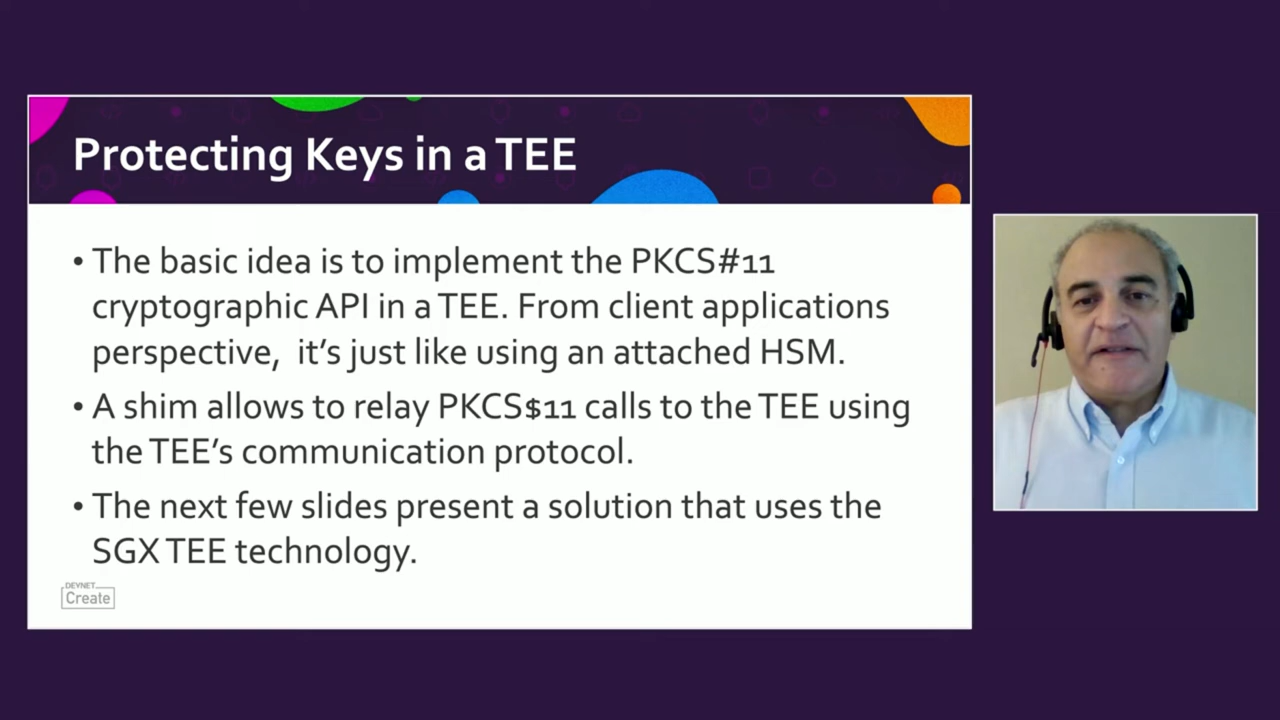 Protecting Keys in a TEE
• The basic idea is to implement the PKCS#11
cryptographic API in a TEE. From client applications
perspective,  it's just like using an attached HSM.
• A shim allows to relay PKCS$11 calls to the TEE using
the TEE's communication protocol.
• The next few slides present a solution that uses the
SGX TEE technology.
DEVNET
Create